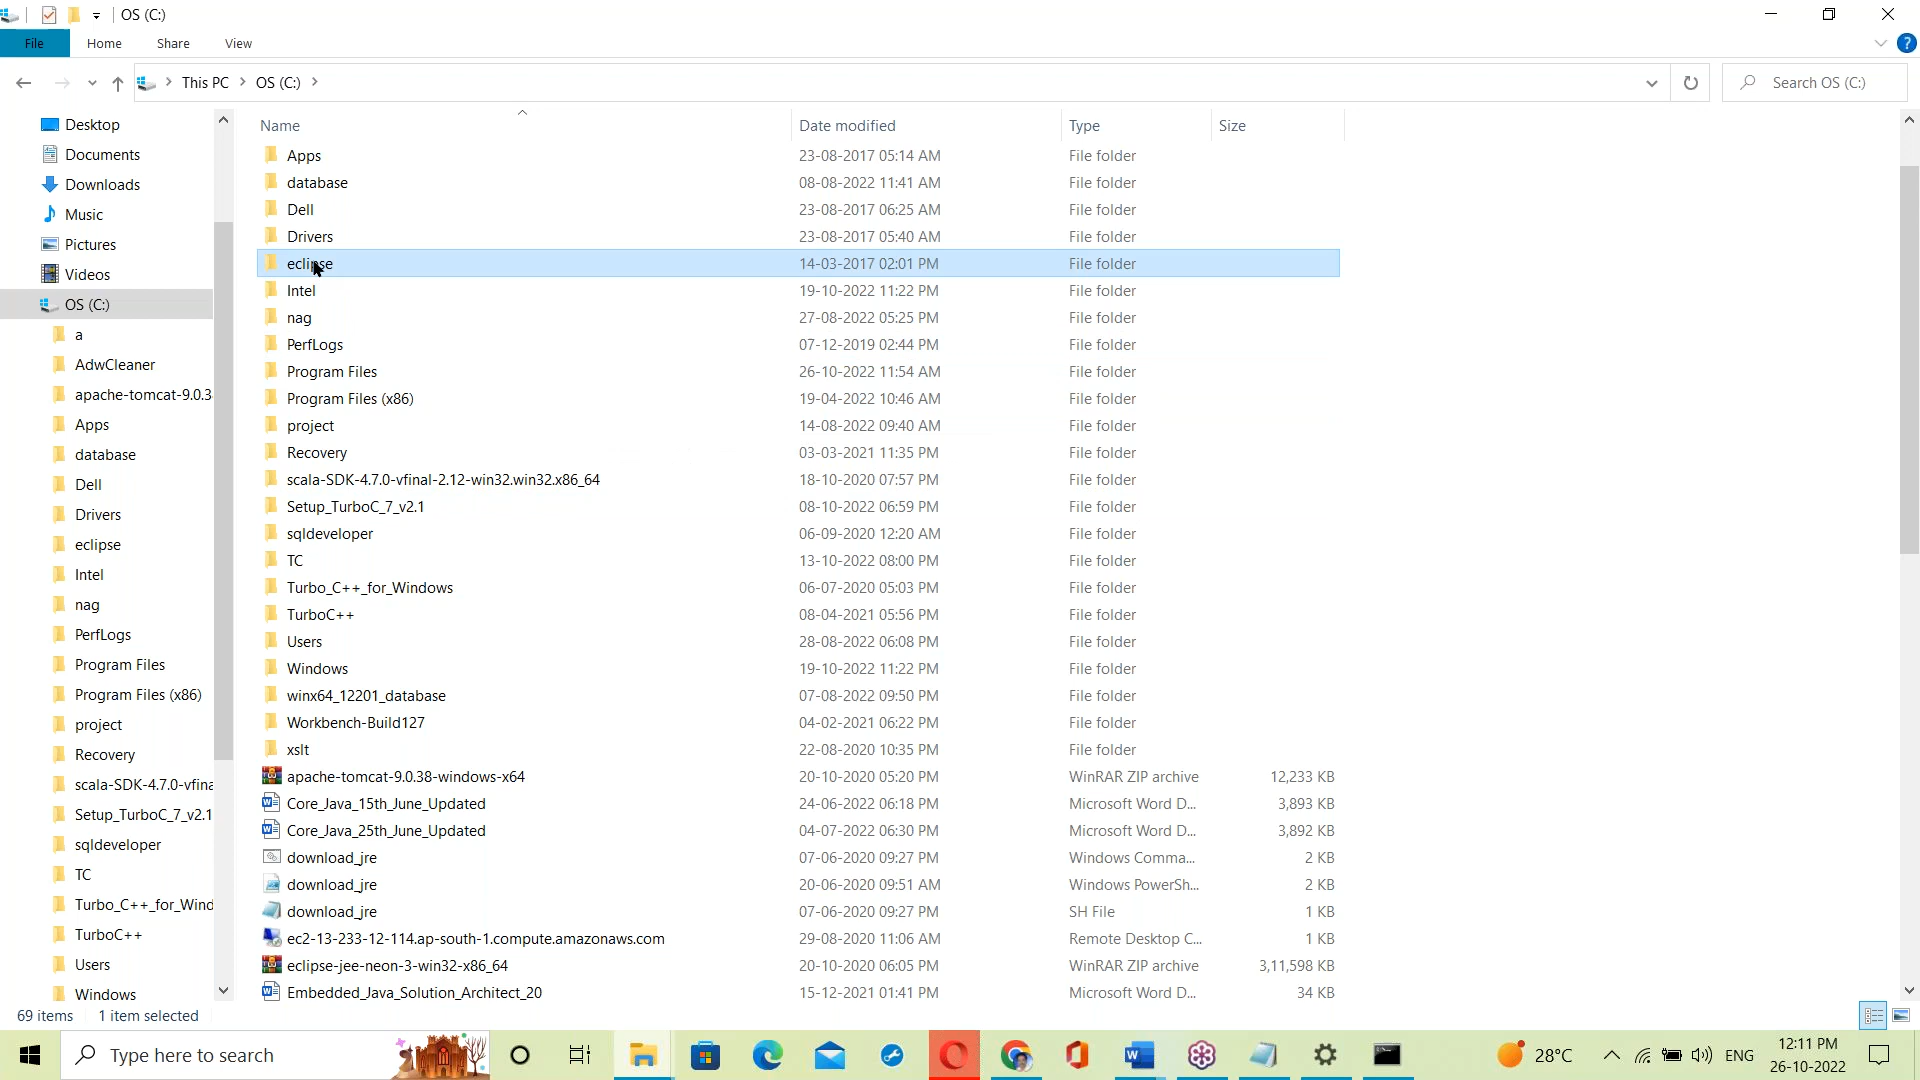 OS (C:)
File Home Share View
This PC > OS (C:) >
Search OS (C:)
Name Date modified Type Size
Desktop
Documents
Downloads
Music
Pictures
Videos
OS (C:)
a
AdwCleaner
apache-tomcat-9.0.3
Apps
database
Dell
Drivers
eclipse
Intel
nag
PerfLogs
Program Files
Program Files (x86)
project
Recovery
scala-SDK-4.7.0-vfina
Setup_TurboC_7_v2.1
sqldeveloper
TC
Turbo_C++_for_Wind
TurboC++
Users
Windows
Apps 23-08-2017 05:14 AM File folder
database 08-08-2022 11:41 AM File folder
Dell 23-08-2017 06:25 AM File folder
Drivers 23-08-2017 05:40 AM File folder
eclipse 14-03-2017 02:01 PM File folder
Intel 19-10-2022 11:22 PM File folder
nag 27-08-2022 05:25 PM File folder
PerfLogs 07-12-2019 02:44 PM File folder
Program Files 26-10-2022 11:54 AM File folder
Program Files (x86) 19-04-2022 10:46 AM File folder
project 14-08-2022 09:40 AM File folder
Recovery 03-03-2021 11:35 PM File folder
scala-SDK-4.7.0-vfinal-2.12-win32.win32.x86_64 18-10-2020 07:57 PM File folder
Setup_TurboC_7_v2.1 08-10-2022 06:59 PM File folder
sqldeveloper 06-09-2020 12:20 AM File folder
TC 13-10-2022 08:00 PM File folder
Turbo_C++_for_Windows 06-07-2020 05:03 PM File folder
TurboC++ 08-04-2021 05:56 PM File folder
Users 28-08-2022 06:08 PM File folder
Windows 19-10-2022 11:22 PM File folder
winx64_12201_database 07-08-2022 09:50 PM File folder
Workbench-Build127 04-02-2021 06:22 PM File folder
xslt 22-08-2020 10:35 PM File folder
apache-tomcat-9.0.38-windows-x64 20-10-2020 05:20 PM WinRAR ZIP archive 12,233 KB
Core_Java_15th_June_Updated 24-06-2022 06:18 PM Microsoft Word D... 3,893 KB
Core_Java_25th_June_Updated 04-07-2022 06:30 PM Microsoft Word D... 3,892 KB
download_jre 07-06-2020 09:27 PM Windows Comma... 2 KB
download_jre 20-06-2020 09:51 AM Windows PowerSh... 2 KB
download_jre 07-06-2020 09:27 PM SH File 1 KB
ec2-13-233-12-114.ap-south-1.compute.amazonaws.com 29-08-2020 11:06 AM Remote Desktop C... 1 KB
eclipse-jee-neon-3-win32-x86_64 20-10-2020 06:05 PM WinRAR ZIP archive 3,11,598 KB
Embedded_Java_Solution_Architect_20 15-12-2021 01:41 PM Microsoft Word D... 34 KB
69 items 1 item selected
Type here to search
28°C
ENG
12:11 PM
26-10-2022